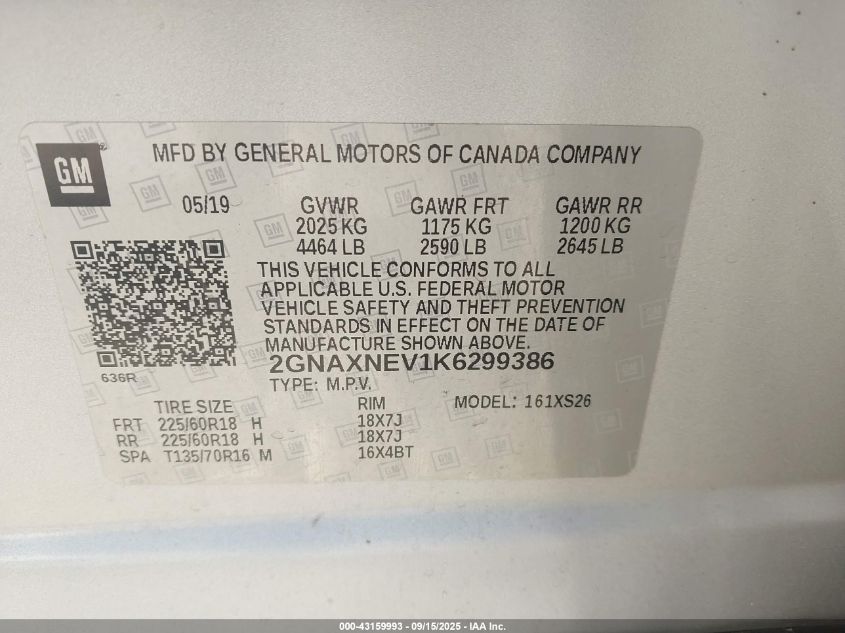 MFD BY GENERAL MOTORS OF CANADA COMPANY
GM
05/19 GVWR GAWR FRT GAWR RR
2025 KG 1175 KG 1200 KG
4464 LB 2590 LB 2645 LB
THIS VEHICLE CONFORMS TO ALL
APPLICABLE U.S. FEDERAL MOTOR
VEHICLE SAFETY AND THEFT PREVENTION
STANDARDS IN EFFECT ON THE DATE OF
MANUFACTURE SHOWN ABOVE.
2GNAXNEV1K6299386
636R
TYPE: M.P.V.
TIRE SIZE RIM MODEL: 161XS26
FRT 225/60R18 H 18X7J
RR 225/60R18 H 18X7J
SPA T135/70R16 M 16X4BT
000-43159993 - 09/15/2025 - IAA Inc.